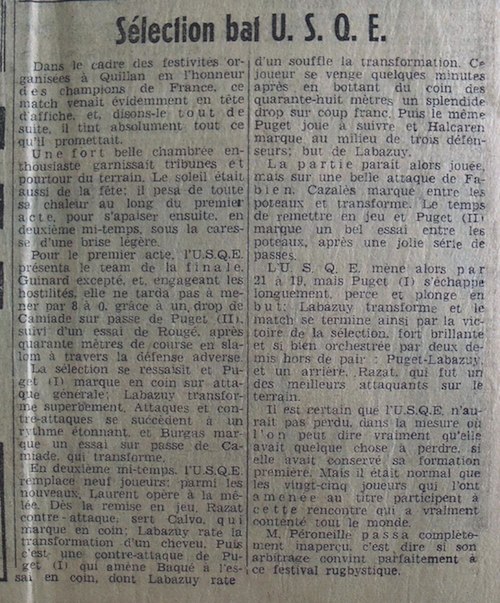 Sélection bat U. S. Q. E.
Dans le cadre des festivités or-
ganisées à Quillan en l'honneur
des champions de France, ce
match venait évidemment en tête
d'affiche, et, disons-le tout de
suite, il tint absolument tout ce
qu'il promettait.
Une fort belle chambrée en-
thousiaste garnissait tribunes et
pourtour du terrain. Le soleil était
aussi de la fête; il pesa de toute
sa chaleur au long du premier
acte, pour s'apaiser ensuite, en
deuxième mi-temps, sous la cares-
se d'une brise légère.
Pour le premier acte, l'U.S.Q.E.
présenta le team de la finale,
Guinard excepté, et, engageant les
hostilités, elle ne tarda pas à me-
ner par 8 à 0, grâce à un drop de
Camiade sur passe de Puget (II),
suivi d'un essai de Rougé, après
quarante mètres de course en sla-
lom à travers la défense adverse.
La sélection se ressaisit et Pu-
get (I) marque en coin sur atta-
que générale; Labazuy transfor-
me superbement. Attaques et con-
tre-attaques se succèdent à un
rythme étonnant, et Burgas mar-
que un essai sur passe de Ca-
miade, qui transforme.
En deuxième mi-temps, l'U.S.Q.E.
remplace neuf joueurs; parmi les
nouveaux, Laurent opère à la mê-
lée. Dès la remise en jeu, Razat
contre-attaque, sert Calvo, qui
marque en coin; Labazuy rate la
transformation d'un cheveu. Puis
c'est une contre-attaque de Pu-
get (I) qui amène Baqué à l'es-
sai en coin, dont Labazuy rate
d'un souffle la transformation. Ce
joueur se venge quelques minutes
après en bottant du coin des
quarante-huit mètres un splendide
drop sur coup franc. Puis le même
Puget joue à suivre et Halcaren
marque au milieu de trois défen-
seurs; but de Labazuy.
La partie paraît alors jouée,
mais sur une belle attaque de Fa-
bien, Cazalès marque entre les
poteaux et transforme. Le temps
de remettre en jeu et Puget (II)
marque un bel essai entre les
poteaux, après une jolie série de
passes.
L'U. S. Q. E. mène alors par
21 à 19, mais Puget (I) s'échappe
longuement, perce et plonge en
but; Labazuy transforme et le
match se termine ainsi par la vic-
toire de la sélection, fort brillante
et si bien orchestrée par deux de-
mis hors de pair : Puget-Labazuy,
et un arrière, Razat, qui fut un
des meilleurs attaquants sur le
terrain.
Il est certain que l'U.S.Q.E. n'au-
rait pas perdu, dans la mesure où
l'on peut dire vraiment qu'elle
avait quelque chose à perdre, si
elle avait conservé sa formation
première. Mais il était normal que
les vingt-cinq joueurs qui l'ont
amenée au titre participent à
cette rencontre qui a vraiment
contenté tout le monde.
M. Péroneille passa complète-
ment inaperçu, c'est dire si son
arbitrage convint parfaitement à
ce festival rugbystique.